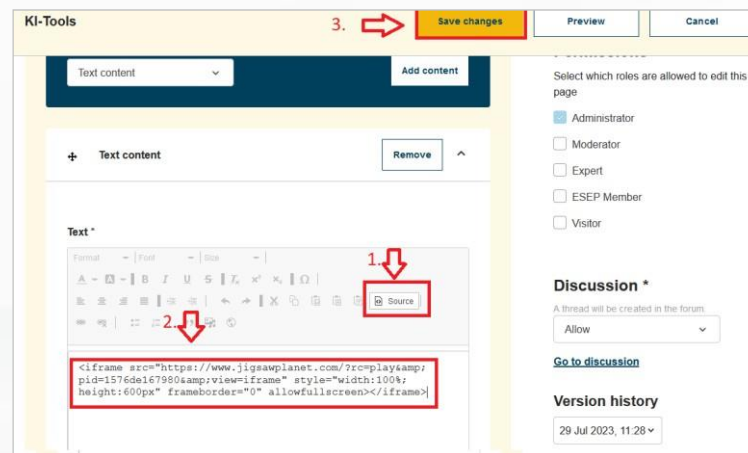 KI-Tools
3.
Save changes
Preview
Cancel
Text content
Add content
Select which roles are allowed to edit this
page
Administrator
Moderator
Expert
ESEP Member
Visitor
Text content
Remove
Text *
Format
Font
Size
1.
Source
2.
<iframe src="https://www.jigsawplanet.com/?rc=play&amp;
pid=1576de167980&amp;view=iframe" style="width:100%;
height:600px" frameborder="0" allowfullscreen></iframe>
Discussion *
A thread will be created in the forum.
Allow
Go to discussion
Version history
29 Jul 2023, 11:28